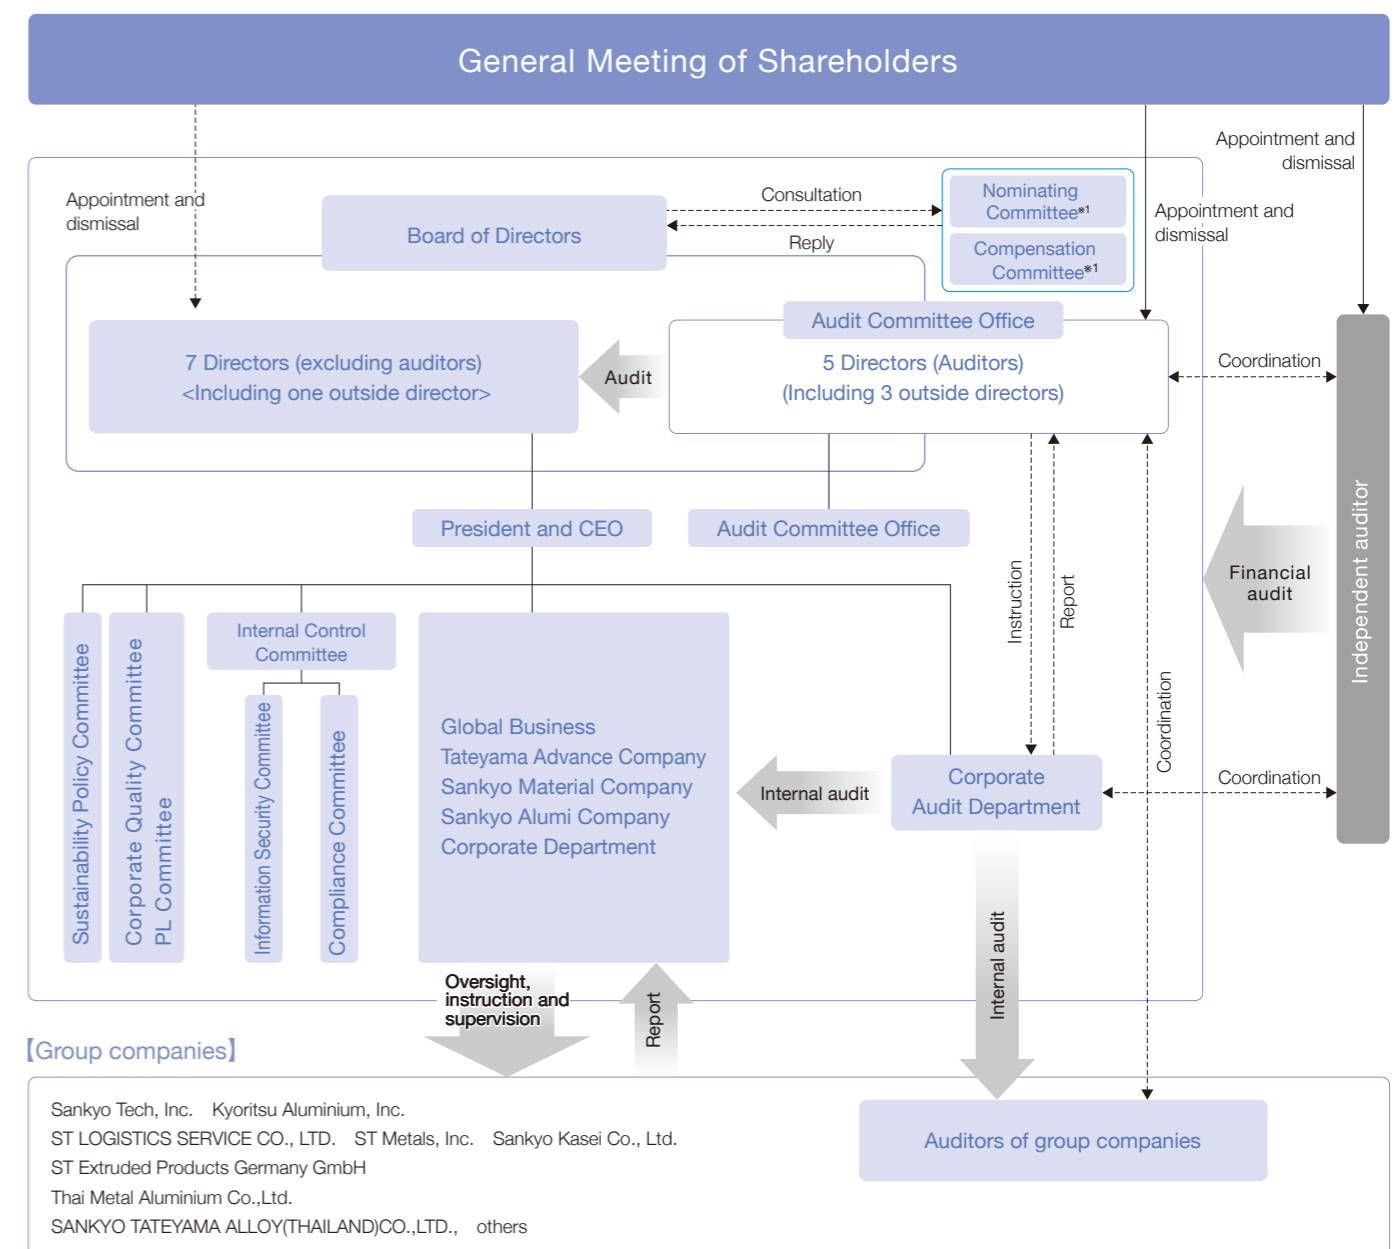 General Meeting of Shareholders
Appointment and
dismissal
Appointment and
dismissal
Appointment and
dismissal
Board of Directors
Consultation
Reply
Nominating
Committee※1
Compensation
Committee※1
Audit Committee Office
7 Directors (excluding auditors)
<Including one outside director>
Audit
5 Directors (Auditors)
(Including 3 outside directors)
Coordination
President and CEO
Audit Committee Office
Instruction
Report
Coordination
Financial
audit
Independent auditor
Sustainability Policy Committee
Corporate Quality Committee
PL Committee
Internal Control
Committee
Information Security Committee
Compliance Committee
Global Business
Tateyama Advance Company
Sankyo Material Company
Sankyo Alumi Company
Corporate Department
Internal audit
Corporate
Audit Department
Coordination
Internal audit
Oversight,
instruction and
supervision
Report
【Group companies】
Sankyo Tech, Inc. Kyoritsu Aluminium, Inc.
ST LOGISTICS SERVICE CO., LTD. ST Metals, Inc. Sankyo Kasei Co., Ltd.
ST Extruded Products Germany GmbH
Thai Metal Aluminium Co.,Ltd.
SANKYO TATEYAMA ALLOY(THAILAND)CO.,LTD., others
Auditors of group companies